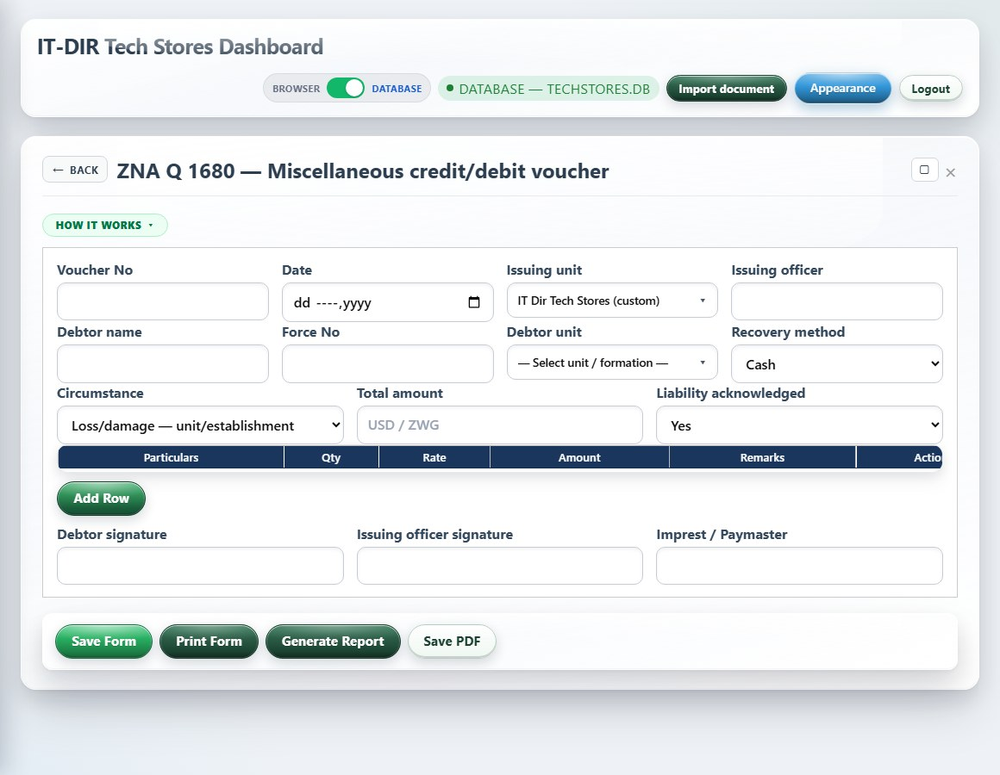 IT-DIR Tech Stores Dashboard
BROWSER DATABASE DATABASE — TECHSTORES.DB Import document Appearance Logout
← BACK ZNA Q 1680 — Miscellaneous credit/debit voucher
HOW IT WORKS
Voucher No Date Issuing unit Issuing officer
dd ----,yyyy IT Dir Tech Stores (custom)
Debtor name Force No Debtor unit Recovery method
— Select unit / formation — Cash
Circumstance Total amount Liability acknowledged
Loss/damage — unit/establishment USD / ZWG Yes
Particulars Qty Rate Amount Remarks Actio
Add Row
Debtor signature Issuing officer signature Imprest / Paymaster
Save Form Print Form Generate Report Save PDF